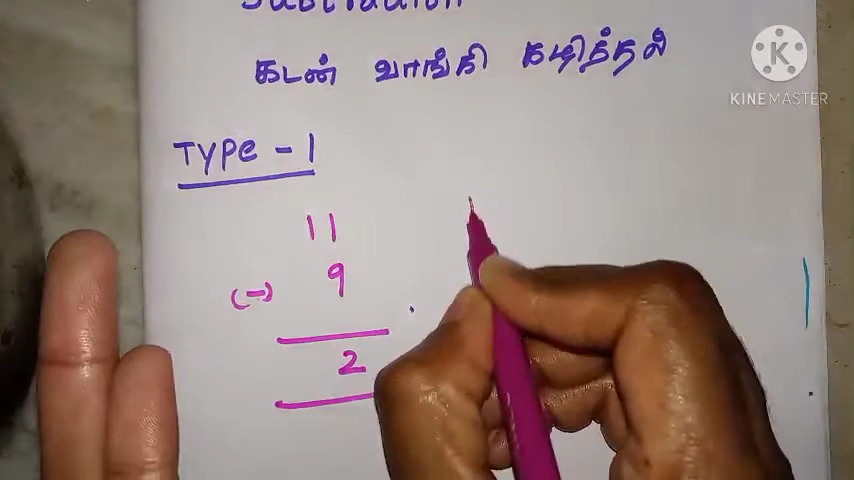 கடன் வாங்கி கழித்தல்
KINEMASTER
Type - 1
11
(-) 9
2